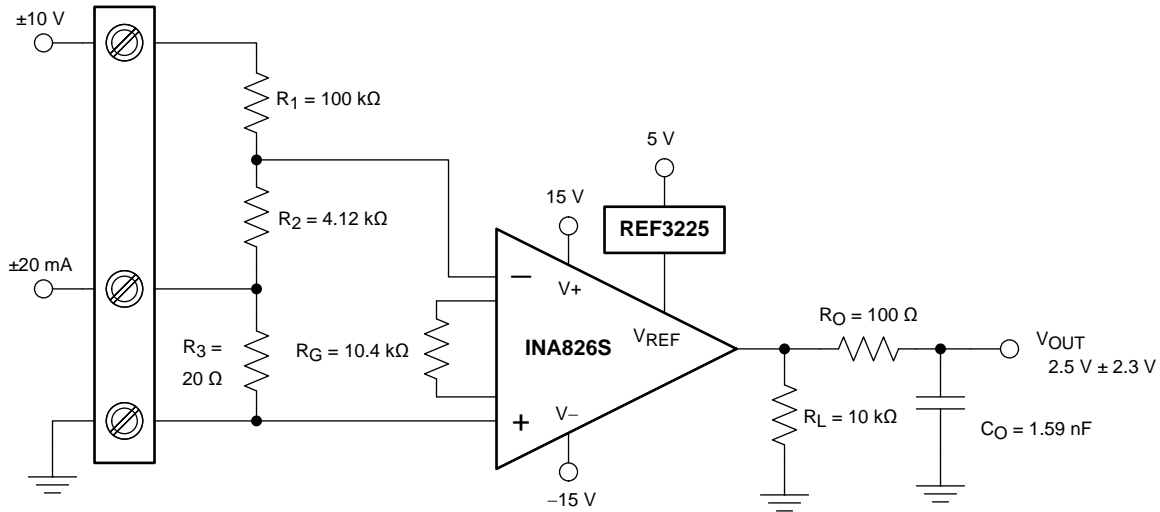 ±10 V
R1 = 100 kΩ
5 V
15 V
REF3225
R2 = 4.12 kΩ
±20 mA
−
V+
RO = 100 Ω
VREF
VOUT
2.5 V ± 2.3 V
R3 =
20 Ω
RG = 10.4 kΩ
INA826S
+
V−
RL = 10 kΩ
CO = 1.59 nF
−15 V